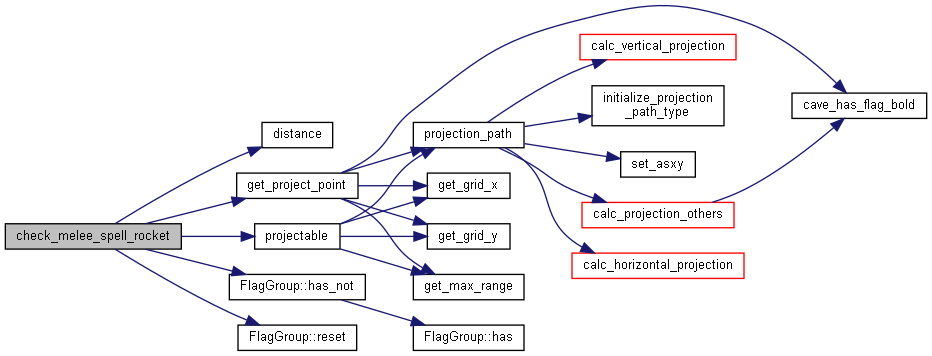 check_melee_spell_rocket
distance
get_project_point
projectable
FlagGroup::has_not
FlagGroup::reset
projection_path
get_grid_x
get_grid_y
get_max_range
FlagGroup::has
calc_vertical_projection
initialize_projection
_path_type
set_asxy
calc_projection_others
calc_horizontal_projection
cave_has_flag_bold